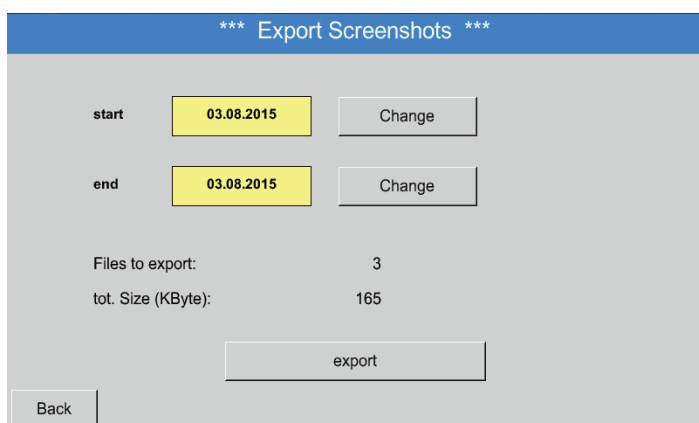 *** Export Screenshots ***
start 03.08.2015 Change
end 03.08.2015 Change
Files to export: 3
tot. Size (KByte): 165
export
Back